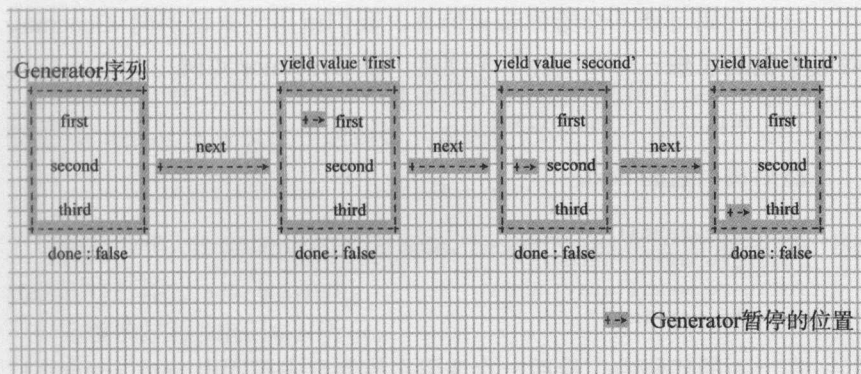 Generator序列
yield value ‘first’
yield value ‘second’
yield value ‘third’
first
second
third
next
first
second
third
next
first
second
third
next
first
second
third
done : false
done : false
done : false
done : false
Generator暂停的位置